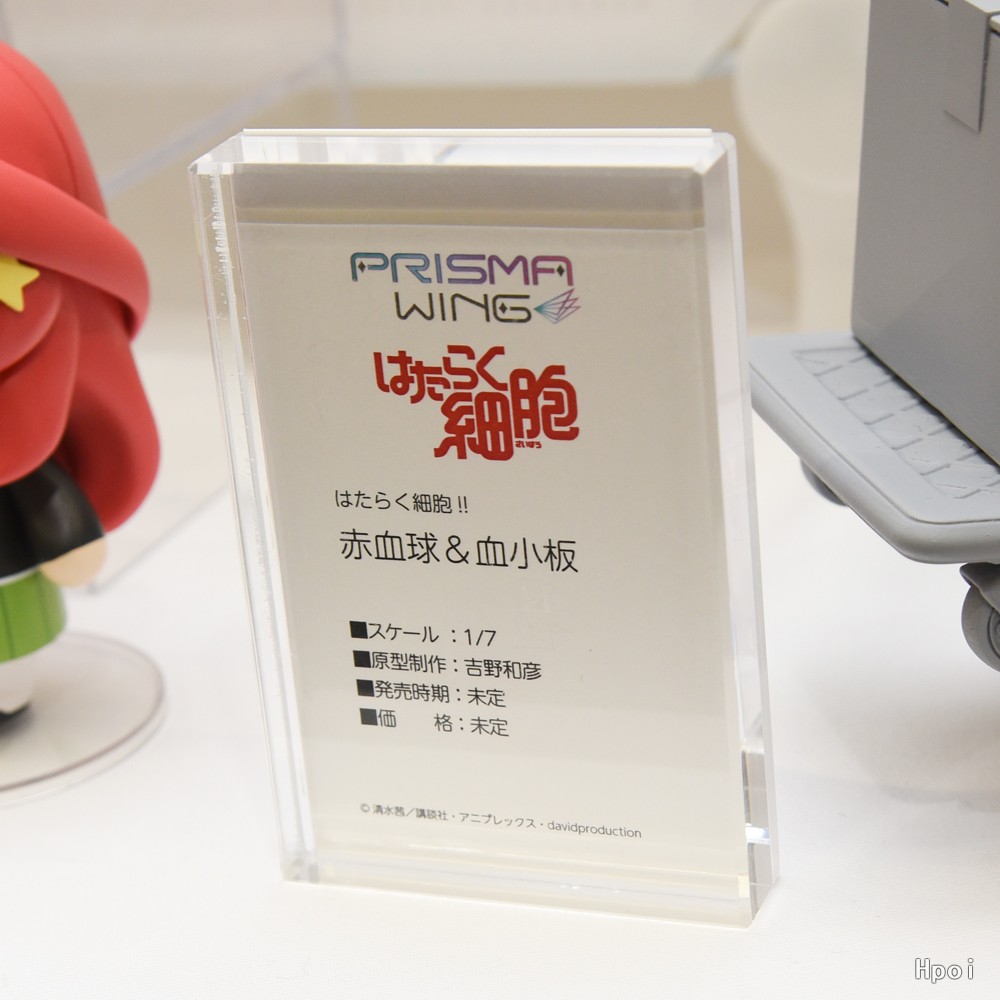 PRISMA
WING
はたらく
細胞
さいぼう
はたらく細胞!!
赤血球&血小板
■スケール :1/7
■原型制作:吉野和彦
■発売時期:未定
■価　　格:未定
© 清水茜/講談社・アニプレックス・davidproduction
Hpoi